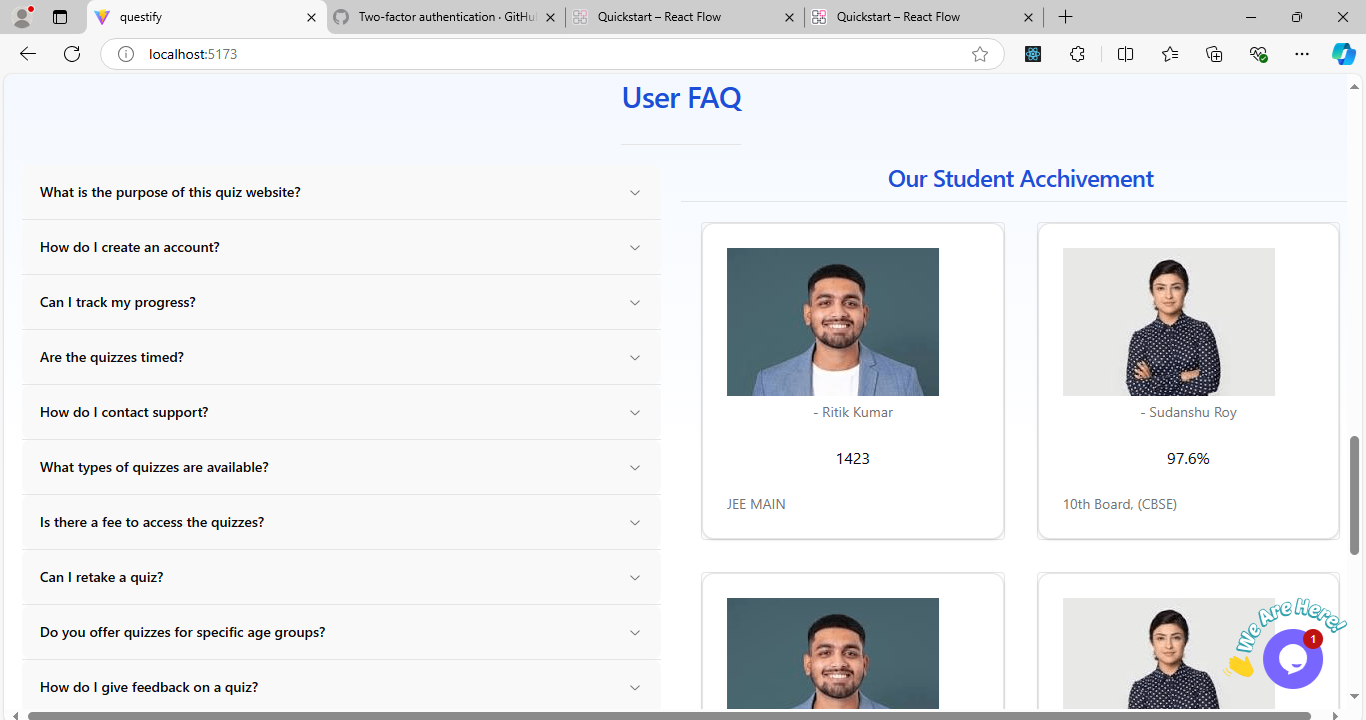 questify
Two-factor authentication · GitHu
Quickstart – React Flow
Quickstart – React Flow
localhost:5173
User FAQ
What is the purpose of this quiz website?
How do I create an account?
Can I track my progress?
Are the quizzes timed?
How do I contact support?
What types of quizzes are available?
Is there a fee to access the quizzes?
Can I retake a quiz?
Do you offer quizzes for specific age groups?
How do I give feedback on a quiz?
Our Student Acchivement
- Ritik Kumar
1423
JEE MAIN
- Sudanshu Roy
97.6%
10th Board, (CBSE)
We Are Here!
1